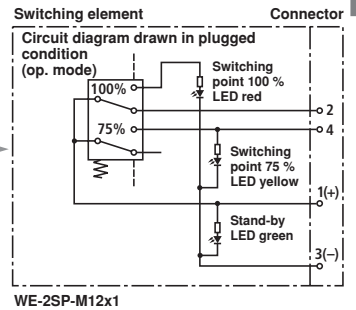 Switching element
Connector
Circuit diagram drawn in plugged
condition
(op. mode)
100%
75%
Switching
point 100 %
LED red
2
4
Switching
point 75 %
LED yellow
1(+)
Stand-by
LED green
3(–)
WE-2SP-M12x1